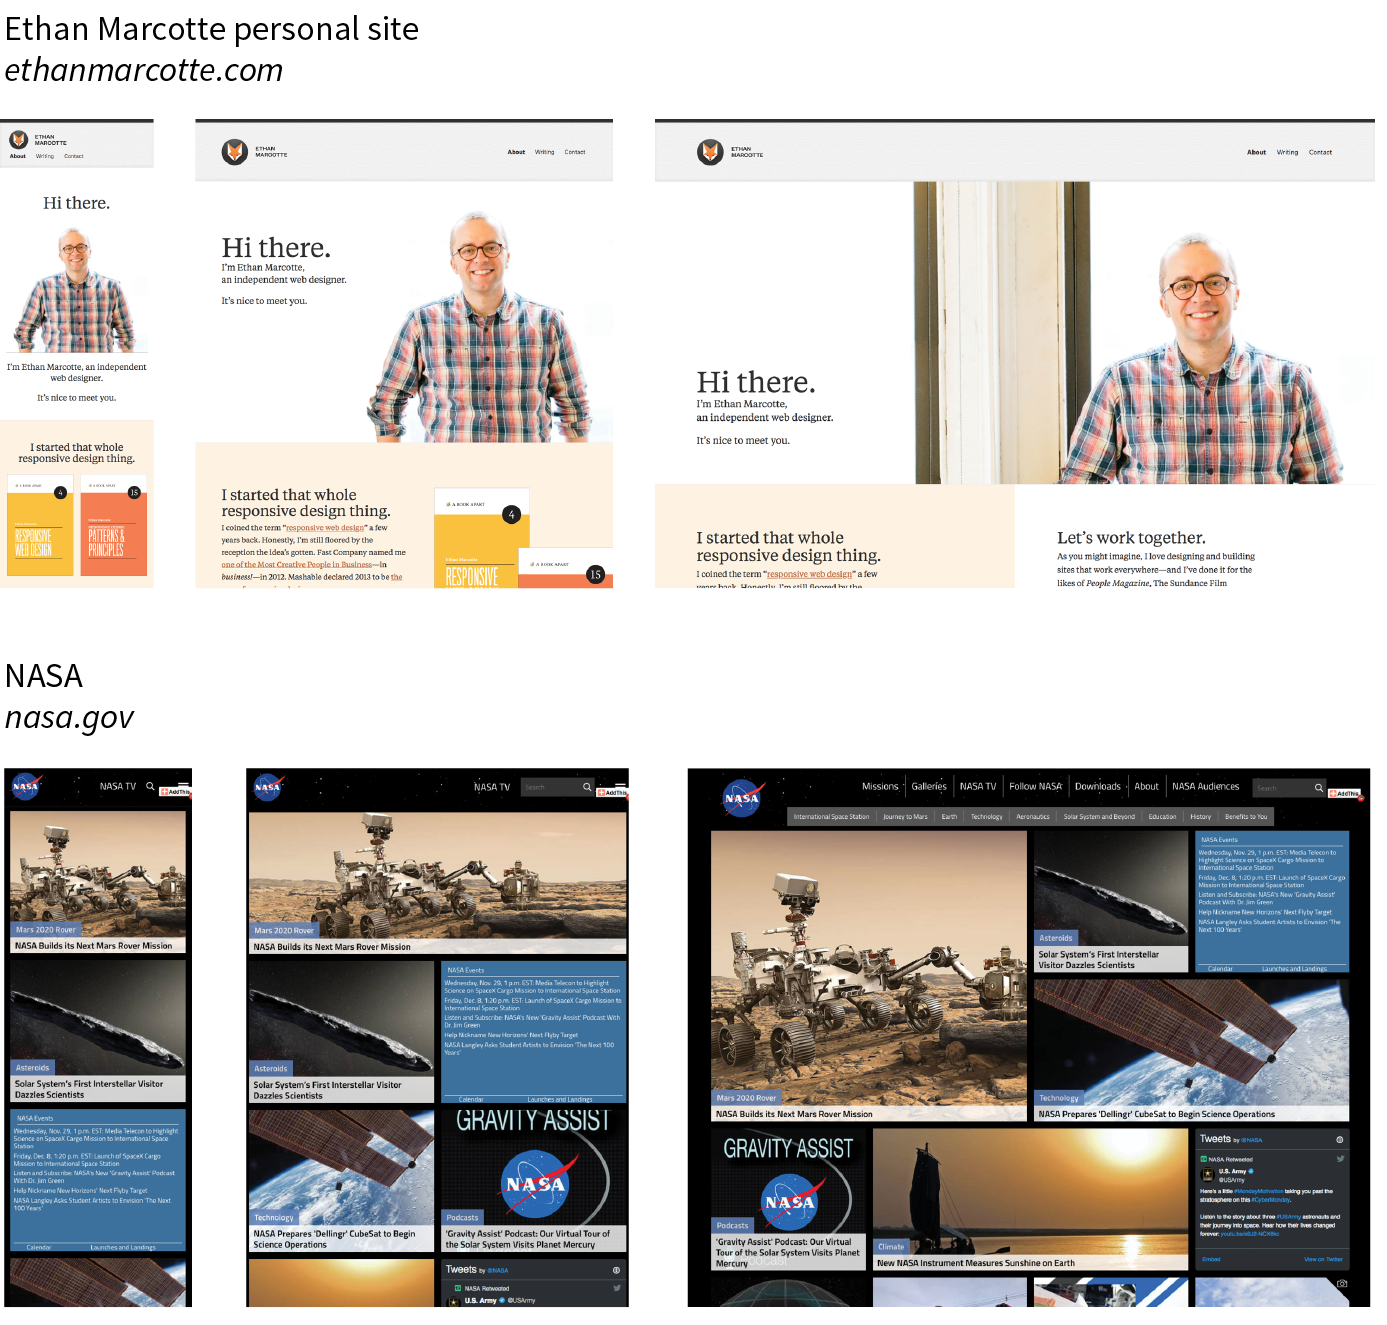 Ethan Marcotte personal site
ethanmarcotte.com
ETHAN
MARCOTTE
About Writing Contact
Hi there.
I'm Ethan Marcotte, an independent
web designer.
It's nice to meet you.
I started that whole
responsive design thing.
A BOOK APART
4
RESPONSIVE
WEB DESIGN
A BOOK APART
15
PATTERNS &
PRINCIPLES
ETHAN
MARCOTTE
About Writing Contact
Hi there.
I'm Ethan Marcotte,
an independent web designer.
It's nice to meet you.
I started that whole
responsive design thing.
I coined the term “responsive web design” a few
years back. Honestly, I'm still floored by the
reception the idea's gotten. Fast Company named me
one of the Most Creative People in Business—in
business!—in 2012. Mashable declared 2013 to be the
A BOOK APART
4
Ethan Marcotte
RESPONSIVE
A BOOK APART
15
ETHAN
MARCOTTE
About Writing Contact
Hi there.
I'm Ethan Marcotte,
an independent web designer.
It's nice to meet you.
I started that whole
responsive design thing.
I coined the term “responsive web design” a few
years back. Honestly, I'm still floored by the
Let's work together.
As you might imagine, I love designing and building
sites that work everywhere—and I've done it for the
likes of People Magazine, The Sundance Film
NASA
nasa.gov
NASA
NASA TV
AddThis
Mars 2020 Rover
NASA Builds its Next Mars Rover Mission
Asteroids
Solar System's First Interstellar Visitor
Dazzles Scientists
NASA Events
Wednesday, Nov. 29, 1 p.m. EST: Media Telecon to Highlight
Science on SpaceX Cargo Mission to International Space
Station
Friday, Dec. 8, 1:20 p.m. EST: Launch of SpaceX Cargo
Mission to International Space Station
Listen and Subscribe: NASA's New 'Gravity Assist' Podcast
With Dr. Jim Green
Help Nickname New Horizons' Next Flyby Target
NASA Langley Asks Student Artists to Envision 'The Next
100 Years'
Calendar Launches and Landings
NASA
NASA TV
Search
AddThis
Mars 2020 Rover
NASA Builds its Next Mars Rover Mission
Asteroids
Solar System's First Interstellar Visitor
Dazzles Scientists
NASA Events
Wednesday, Nov. 29, 1 p.m. EST: Media Telecon to Highlight
Science on SpaceX Cargo Mission to International Space Station
Friday, Dec. 8, 1:20 p.m. EST: Launch of SpaceX Cargo Mission to
International Space Station
Listen and Subscribe: NASA's New 'Gravity Assist' Podcast With
Dr. Jim Green
Help Nickname New Horizons' Next Flyby Target
NASA Langley Asks Student Artists to Envision 'The Next 100
Years'
Calendar Launches and Landings
Technology
NASA Prepares 'Dellingr' CubeSat to Begin
Science Operations
GRAVITY ASSIST
NASA
Podcasts
'Gravity Assist' Podcast: Our Virtual Tour of
the Solar System Visits Planet Mercury
Tweets by @NASA
NASA Retweeted
U.S. Army @USArmy
NASA
Missions Galleries NASA TV Follow NASA Downloads About NASA Audiences
Search
AddThis
International Space Station Journey to Mars Earth Technology Aeronautics Solar System and Beyond Education History Benefits to You
Mars 2020 Rover
NASA Builds its Next Mars Rover Mission
Asteroids
Solar System's First Interstellar
Visitor Dazzles Scientists
NASA Events
Wednesday, Nov. 29, 1 p.m. EST: Media Telecon to
Highlight Science on SpaceX Cargo Mission to
International Space Station
Friday, Dec. 8, 1:20 p.m. EST: Launch of SpaceX Cargo
Mission to International Space Station
Listen and Subscribe: NASA's New 'Gravity Assist'
Podcast With Dr. Jim Green
Help Nickname New Horizons' Next Flyby Target
NASA Langley Asks Student Artists to Envision 'The
Next 100 Years'
Calendar Launches and Landings
Technology
NASA Prepares 'Dellingr' CubeSat to Begin Science Operations
GRAVITY ASSIST
NASA
Podcasts
'Gravity Assist' Podcast: Our Virtual
Tour of the Solar System Visits Planet
Mercury
Climate
New NASA Instrument Measures Sunshine on Earth
Tweets by @NASA
NASA Retweeted
U.S. Army
@USArmy
Here's a little #MondayMotivation taking you past the
stratosphere on this #CyberMonday.
Listen to the story about three #USArmy astronauts and
their journey into space. Hear how their lives changed
forever:
Embed View on Twitter